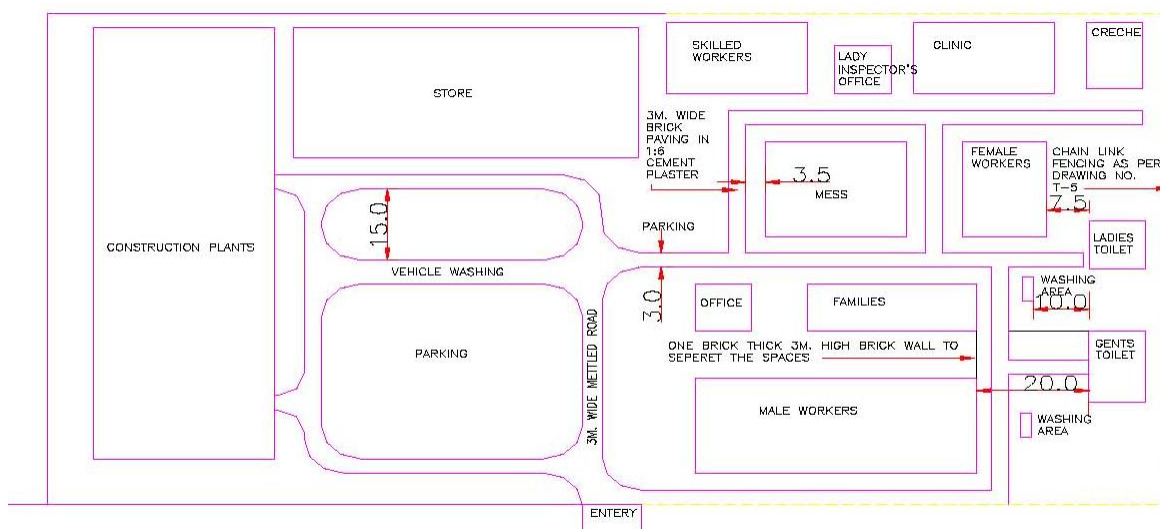 SKILLED
WORKERS
LADY
INSPECTOR'S
OFFICE
CLINIC
CRECHE
STORE
3M. WIDE
BRICK
PAVING IN
1:6
CEMENT
PLASTER
3.5
MESS
FEMALE
WORKERS
CHAIN LINK
FENCING AS PER
DRAWING NO.
T-5
7.5
15.0
CONSTRUCTION PLANTS
PARKING
LADIES
TOILET
VEHICLE WASHING
WASHING
AREA
10.0
3.0
OFFICE
FAMILIES
3M. WIDE METTLED ROAD
PARKING
ONE BRICK THICK 3M. HIGH BRICK WALL TO
SEPERET THE SPACES
GENTS
TOILET
20.0
MALE WORKERS
WASHING
AREA
ENTERY